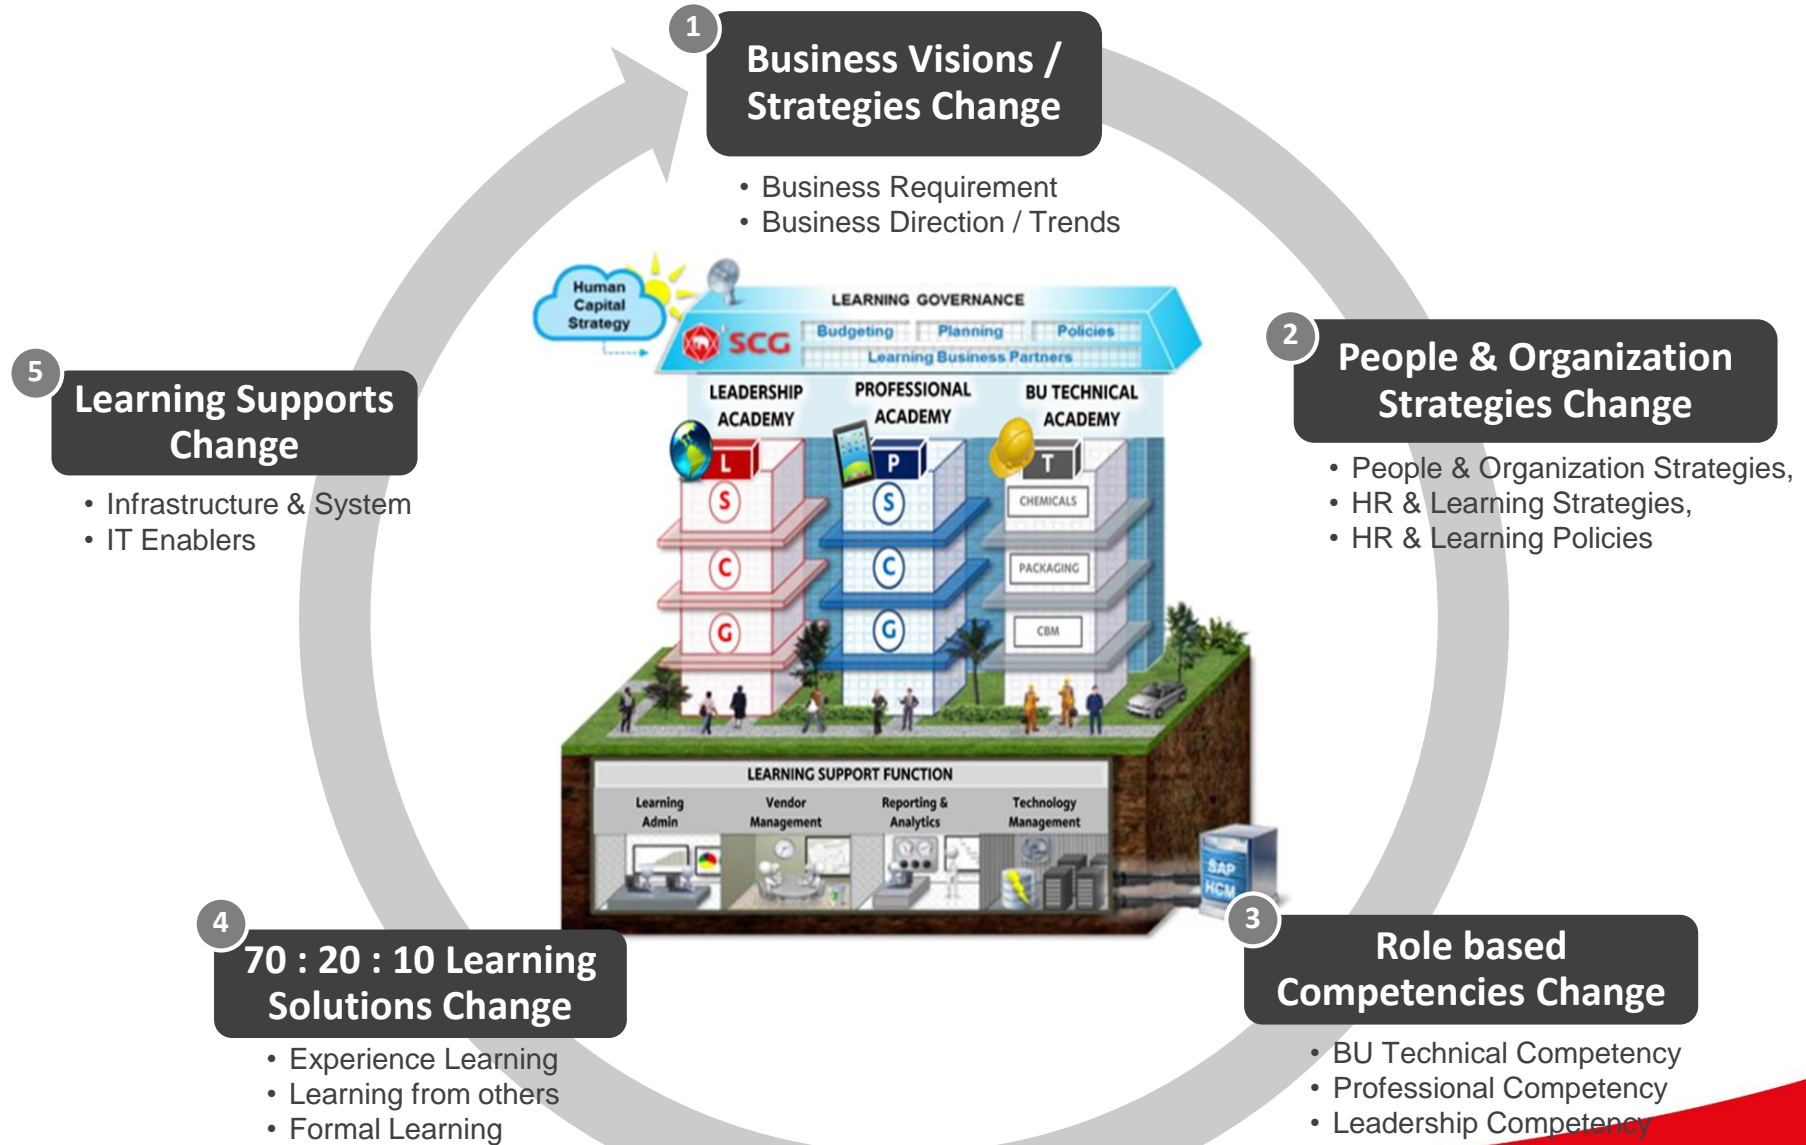 1
Business Visions /
Strategies Change
• Business Requirement
• Business Direction / Trends
2
People & Organization
Strategies Change
• People & Organization Strategies,
• HR & Learning Strategies,
• HR & Learning Policies
3
Role based
Competencies Change
• BU Technical Competency
• Professional Competency
• Leadership Competency
4
70 : 20 : 10 Learning
Solutions Change
• Experience Learning
• Learning from others
• Formal Learning
5
Learning Supports
Change
• Infrastructure & System
• IT Enablers
Human
Capital
Strategy
LEARNING GOVERNANCE
SCG
Budgeting Planning Policies
Learning Business Partners
LEADERSHIP
ACADEMY
L
S
C
G
PROFESSIONAL
ACADEMY
P
S
C
G
BU TECHNICAL
ACADEMY
T
CHEMICALS
PACKAGING
CBM
LEARNING SUPPORT FUNCTION
Learning
Admin
Vendor
Management
Reporting &
Analytics
Technology
Management
SAP
HCM